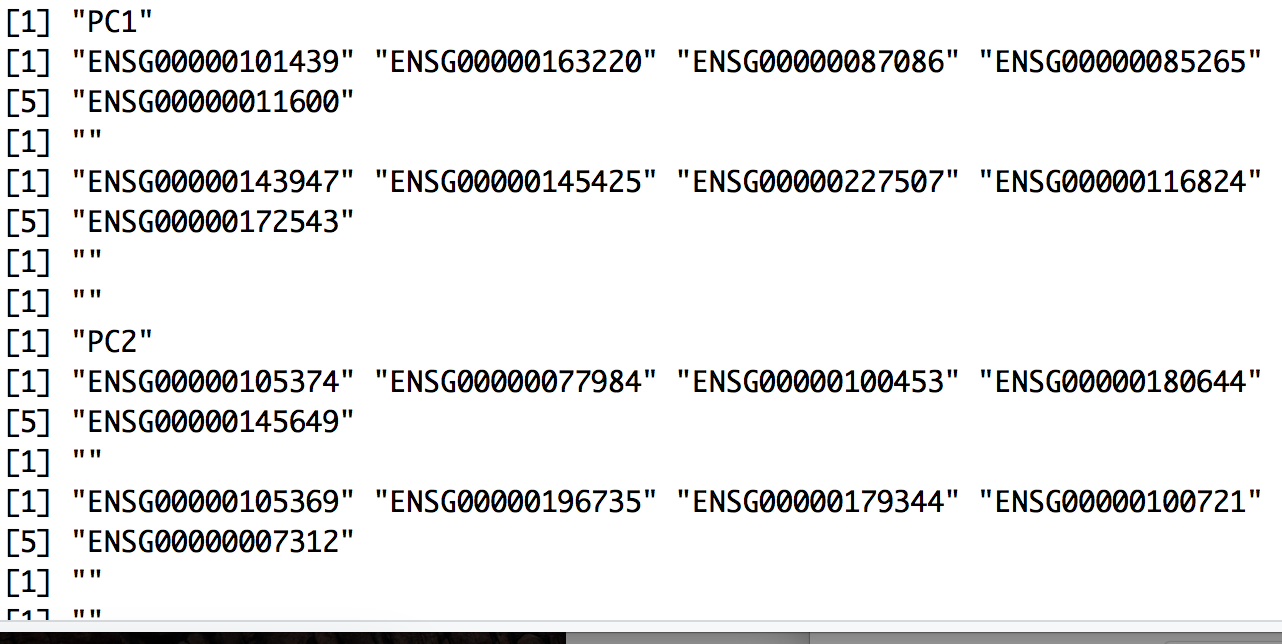 [1] "PC1"
[1] "ENSG00000101439" "ENSG00000163220" "ENSG00000087086" "ENSG00000085265"
[5] "ENSG00000011600"
[1] ""
[1] "ENSG00000143947" "ENSG00000145425" "ENSG00000227507" "ENSG00000116824"
[5] "ENSG00000172543"
[1] ""
[1] ""
[1] "PC2"
[1] "ENSG00000105374" "ENSG00000077984" "ENSG00000100453" "ENSG00000180644"
[5] "ENSG00000145649"
[1] ""
[1] "ENSG00000105369" "ENSG00000196735" "ENSG00000179344" "ENSG00000100721"
[5] "ENSG00000007312"
[1] ""
[1] ""